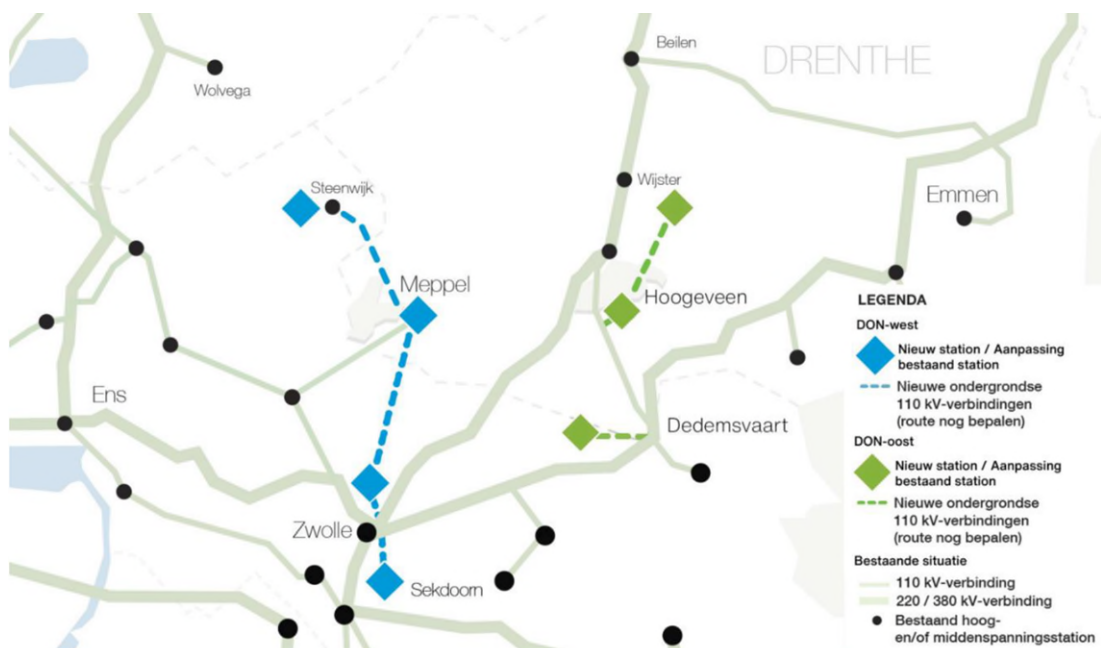 Beilen
DRENTHE
Wolvega
Steenwijk
Wijster
Emmen
Meppel
Hoogeveen
Ens
Dedemsvaart
Zwolle
Sekdoorn
LEGENDA
DON-west
Nieuw station / Aanpassing
bestaand station
Nieuwe ondergrondse
110 kV-verbindingen
(route nog bepalen)
DON-oost
Nieuw station / Aanpassing
bestaand station
Nieuwe ondergrondse
110 kV-verbindingen
(route nog bepalen)
Bestaande situatie
110 kV-verbinding
220 / 380 kV-verbinding
Bestaand hoog-
en/of middenspanningsstation